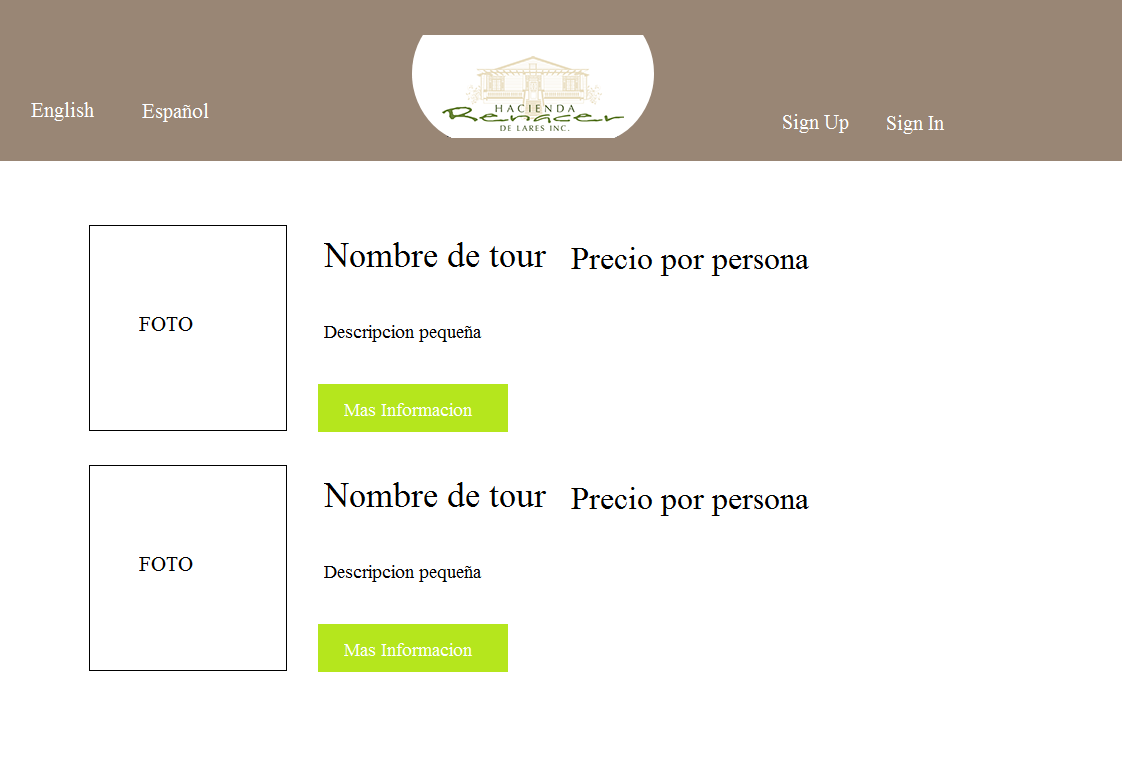 English
Español
HACIENDA
Renacer
DE LARES INC.
Sign Up
Sign In
Nombre de tour
Precio por persona
FOTO
Descripcion pequeña
Mas Informacion
Nombre de tour
Precio por persona
FOTO
Descripcion pequeña
Mas Informacion